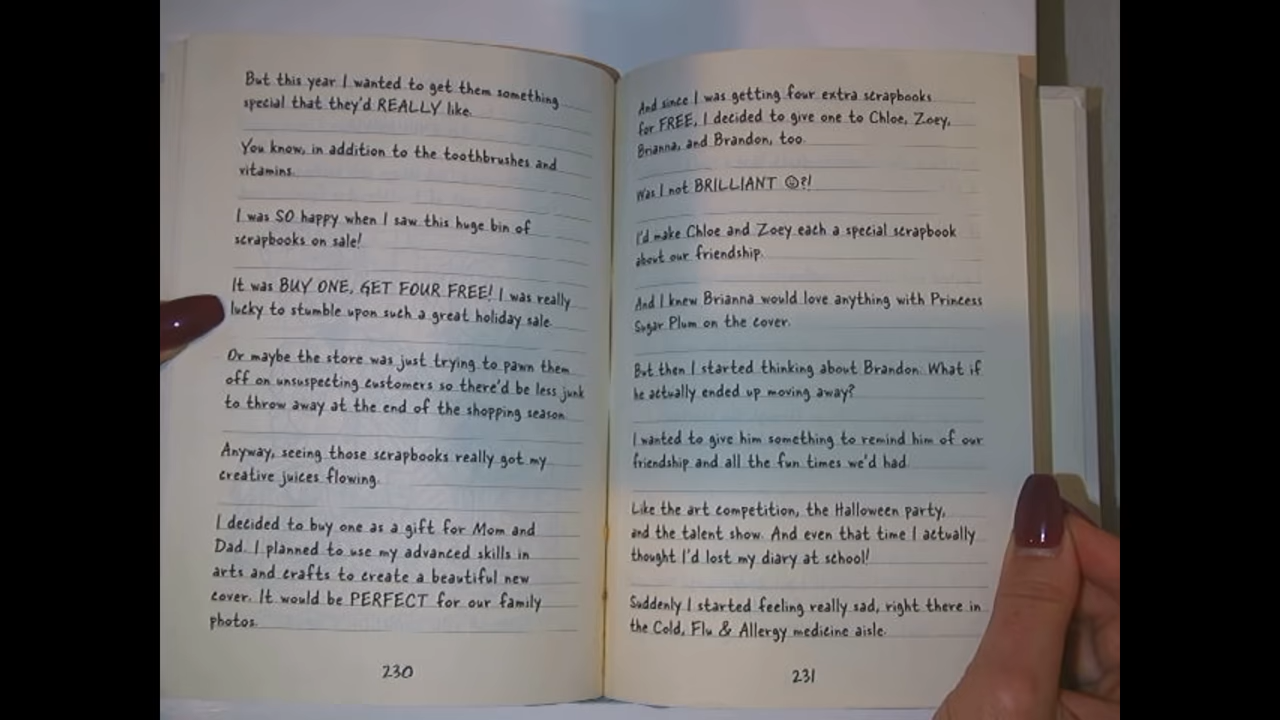 But this year I wanted to get them something
special that they'd REALLY like.
You know, in addition to the toothbrushes and
vitamins.
I was SO happy when I saw this huge bin of
scrapbooks on sale!
It was BUY ONE, GET FOUR FREE! I was really
lucky to stumble upon such a great holiday sale.
Or maybe the store was just trying to pawn them
off on unsuspecting customers so there'd be less junk
to throw away at the end of the shopping season.
Anyway, seeing those scrapbooks really got my
creative juices flowing.
I decided to buy one as a gift for Mom and
Dad. I planned to use my advanced skills in
arts and crafts to create a beautiful new
cover. It would be PERFECT for our family
photos.
230
And since I was getting four extra scrapbooks
for FREE, I decided to give one to Chloe, Zoey,
Brianna, and Brandon, too.
Was I not BRILLIANT ☺?!
I'd make Chloe and Zoey each a special scrapbook
about our friendship.
And I knew Brianna would love anything with Princess
Sugar Plum on the cover.
But then I started thinking about Brandon. What if
he actually ended up moving away?
I wanted to give him something to remind him of our
friendship and all the fun times we'd had.
Like the art competition, the Halloween party,
and the talent show. And even that time I actually
thought I'd lost my diary at school!
Suddenly I started feeling really sad, right there in
the Cold, Flu & Allergy medicine aisle.
231